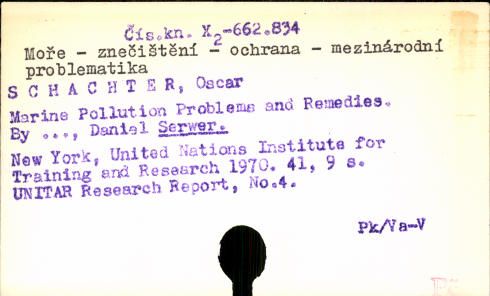 Čís.kn. X2-662.834
Moře - znečištění - ochrana - mezinárodní
problematika
S C H A C H T E R, Oscar
Marine Pollution Problems and Remedies.
By ..., Daniel Serwer.
New York, United Nations Institute for
Training and Research 1970. 41, 9 s.
UNITAR Research Report, No.4.
Pk/Va-V